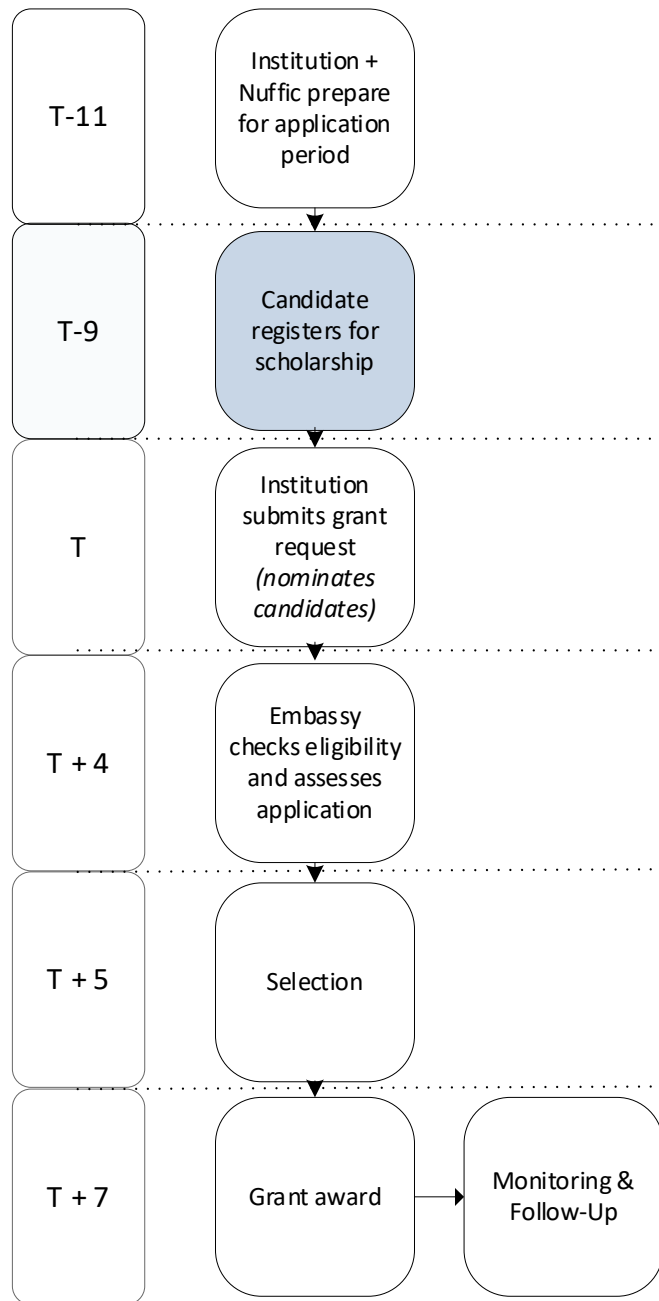 T-11
Institution +
Nuffic prepare
for application
period
T-9
Candidate
registers for
scholarship
T
Institution
submits grant
request
(nominates
candidates)
T + 4
Embassy
checks eligibility
and assesses
application
T + 5
Selection
T + 7
Grant award
Monitoring &
Follow-Up